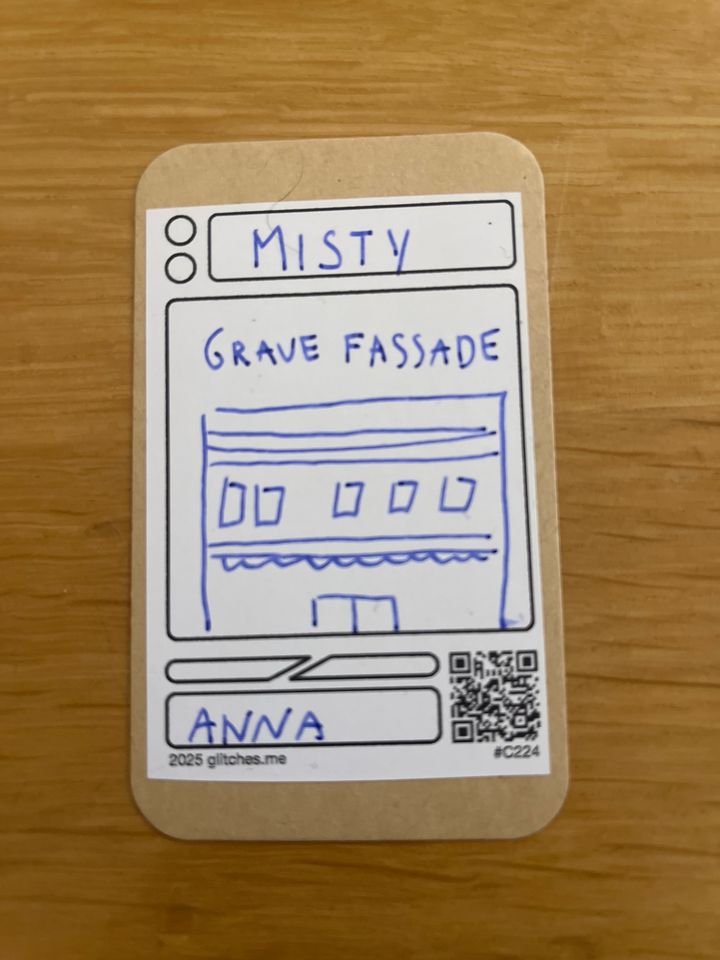 MISTY
GRAVE FASSADE
ANNA
2025 glitches.me
#C224